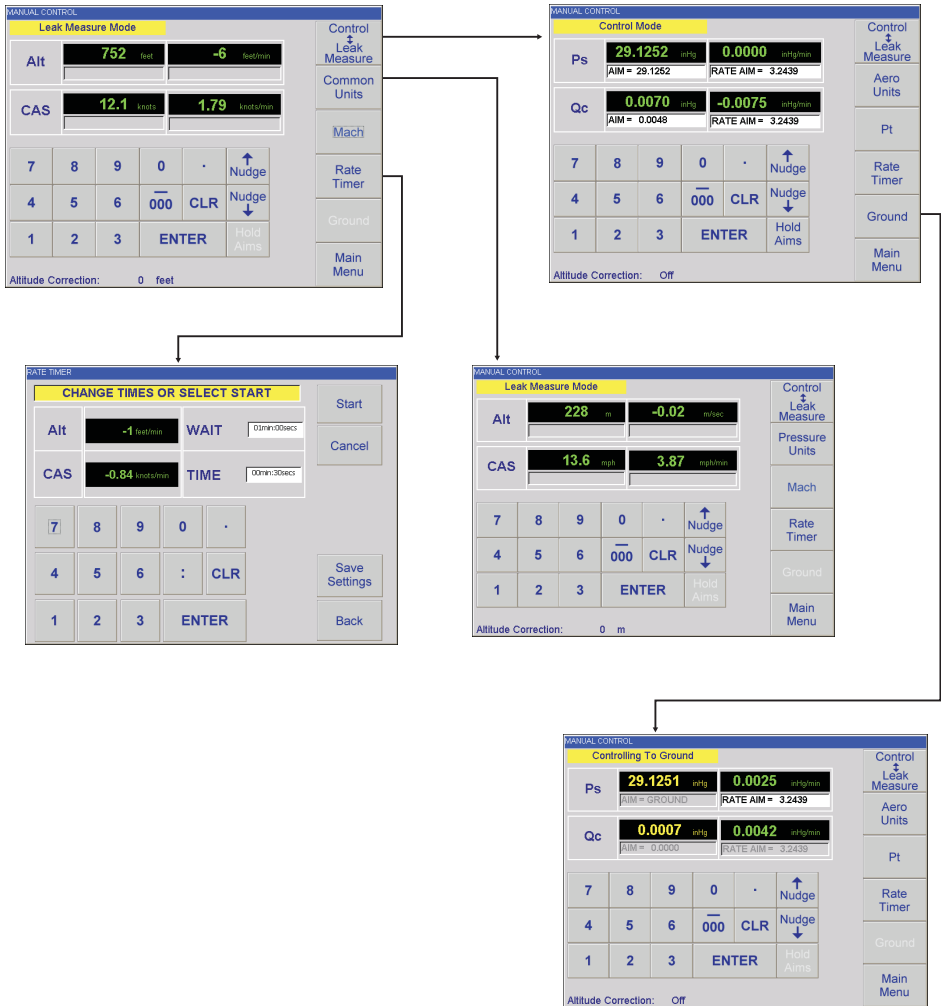 MANUAL CONTROL
Leak Measure Mode
Alt 752 feet -6 feet/min
CAS 12.1 knots 1.79 knots/min
7 8 9 0 . Nudge
4 5 6 000 CLR Nudge
1 2 3 ENTER Hold Aims
Altitude Correction: 0 feet
Control
Leak
Measure
Common
Units
Mach
Rate
Timer
Ground
Main
Menu
MANUAL CONTROL
Control Mode
Ps 29.1252 inHg 0.0000 inHg/min
AIM = 29.1252 RATE AIM = 3.2439
Qc 0.0070 inHg -0.0075 inHg/min
AIM = 0.0048 RATE AIM = 3.2439
7 8 9 0 . Nudge
4 5 6 000 CLR Nudge
1 2 3 ENTER Hold Aims
Altitude Correction: Off
Control
Leak
Measure
Aero
Units
Pt
Rate
Timer
Ground
Main
Menu
RATE TIMER
CHANGE TIMES OR SELECT START
Alt -1 feet/min WAIT 01min:00secs
CAS -0.84 knots/min TIME 00min:30secs
7 8 9 0 .
4 5 6 : CLR
1 2 3 ENTER
Start
Cancel
Save
Settings
Back
MANUAL CONTROL
Leak Measure Mode
Alt 228 m -0.02 m/sec
CAS 13.6 mph 3.87 mph/min
7 8 9 0 . Nudge
4 5 6 000 CLR Nudge
1 2 3 ENTER Hold Aims
Altitude Correction: 0 m
Control
Leak
Measure
Pressure
Units
Mach
Rate
Timer
Ground
Main
Menu
MANUAL CONTROL
Controlling To Ground
Ps 29.1251 inHg 0.0025 inHg/min
AIM = GROUND RATE AIM = 3.2439
Qc 0.0007 inHg 0.0042 inHg/min
AIM = 0.0000 RATE AIM = 3.2439
7 8 9 0 . Nudge
4 5 6 000 CLR Nudge
1 2 3 ENTER Hold Aims
Altitude Correction: Off
Control
Leak
Measure
Aero
Units
Pt
Rate
Timer
Ground
Main
Menu